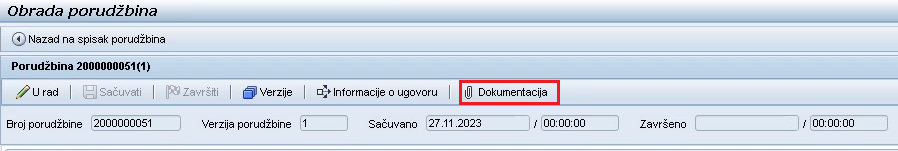 Obrada porudžbina
Nazad na spisak porudžbina
Porudžbina 2000000051(1)
U rad Sačuvati Završiti Verzije Informacije o ugovoru Dokumentacija
Broj porudžbine 2000000051 Verzija porudžbine 1 Sačuvano 27.11.2023 / 00:00:00 Završeno / 00:00:00